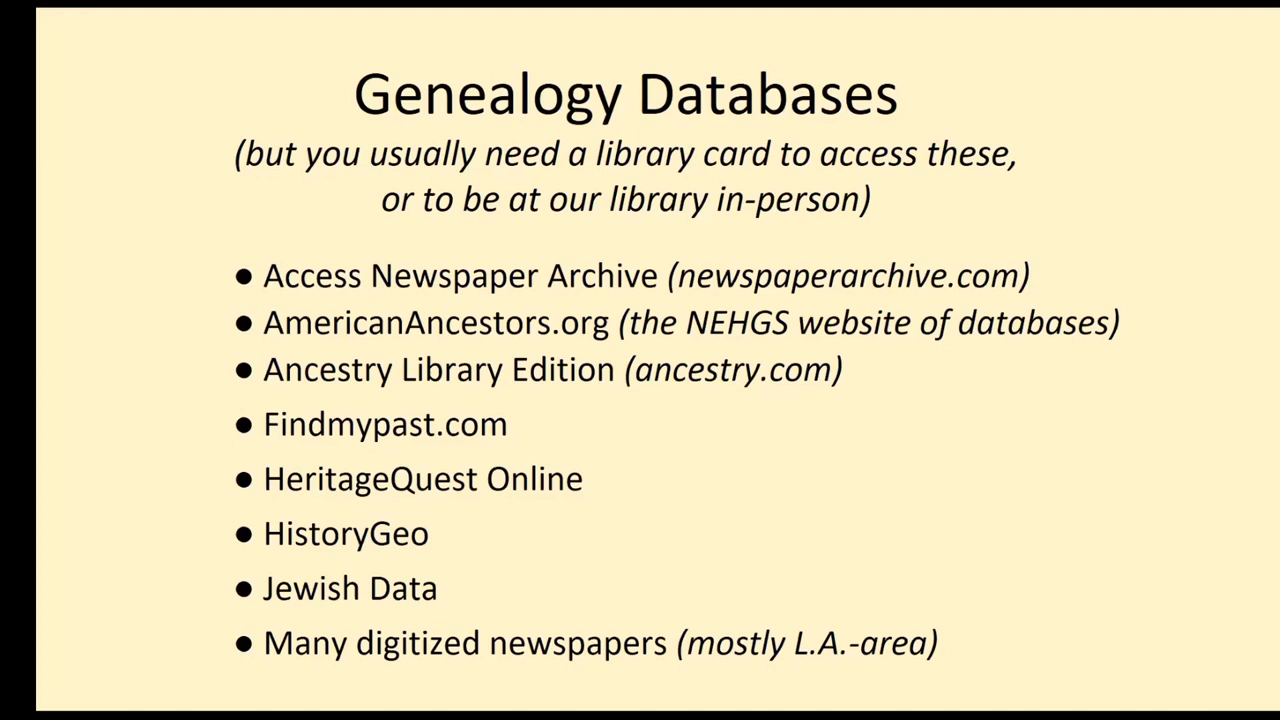 Genealogy Databases
(but you usually need a library card to access these,
or to be at our library in-person)
● Access Newspaper Archive (newspaperarchive.com)
● AmericanAncestors.org (the NEHGS website of databases)
● Ancestry Library Edition (ancestry.com)
● Findmypast.com
● HeritageQuest Online
● HistoryGeo
● Jewish Data
● Many digitized newspapers (mostly L.A.-area)